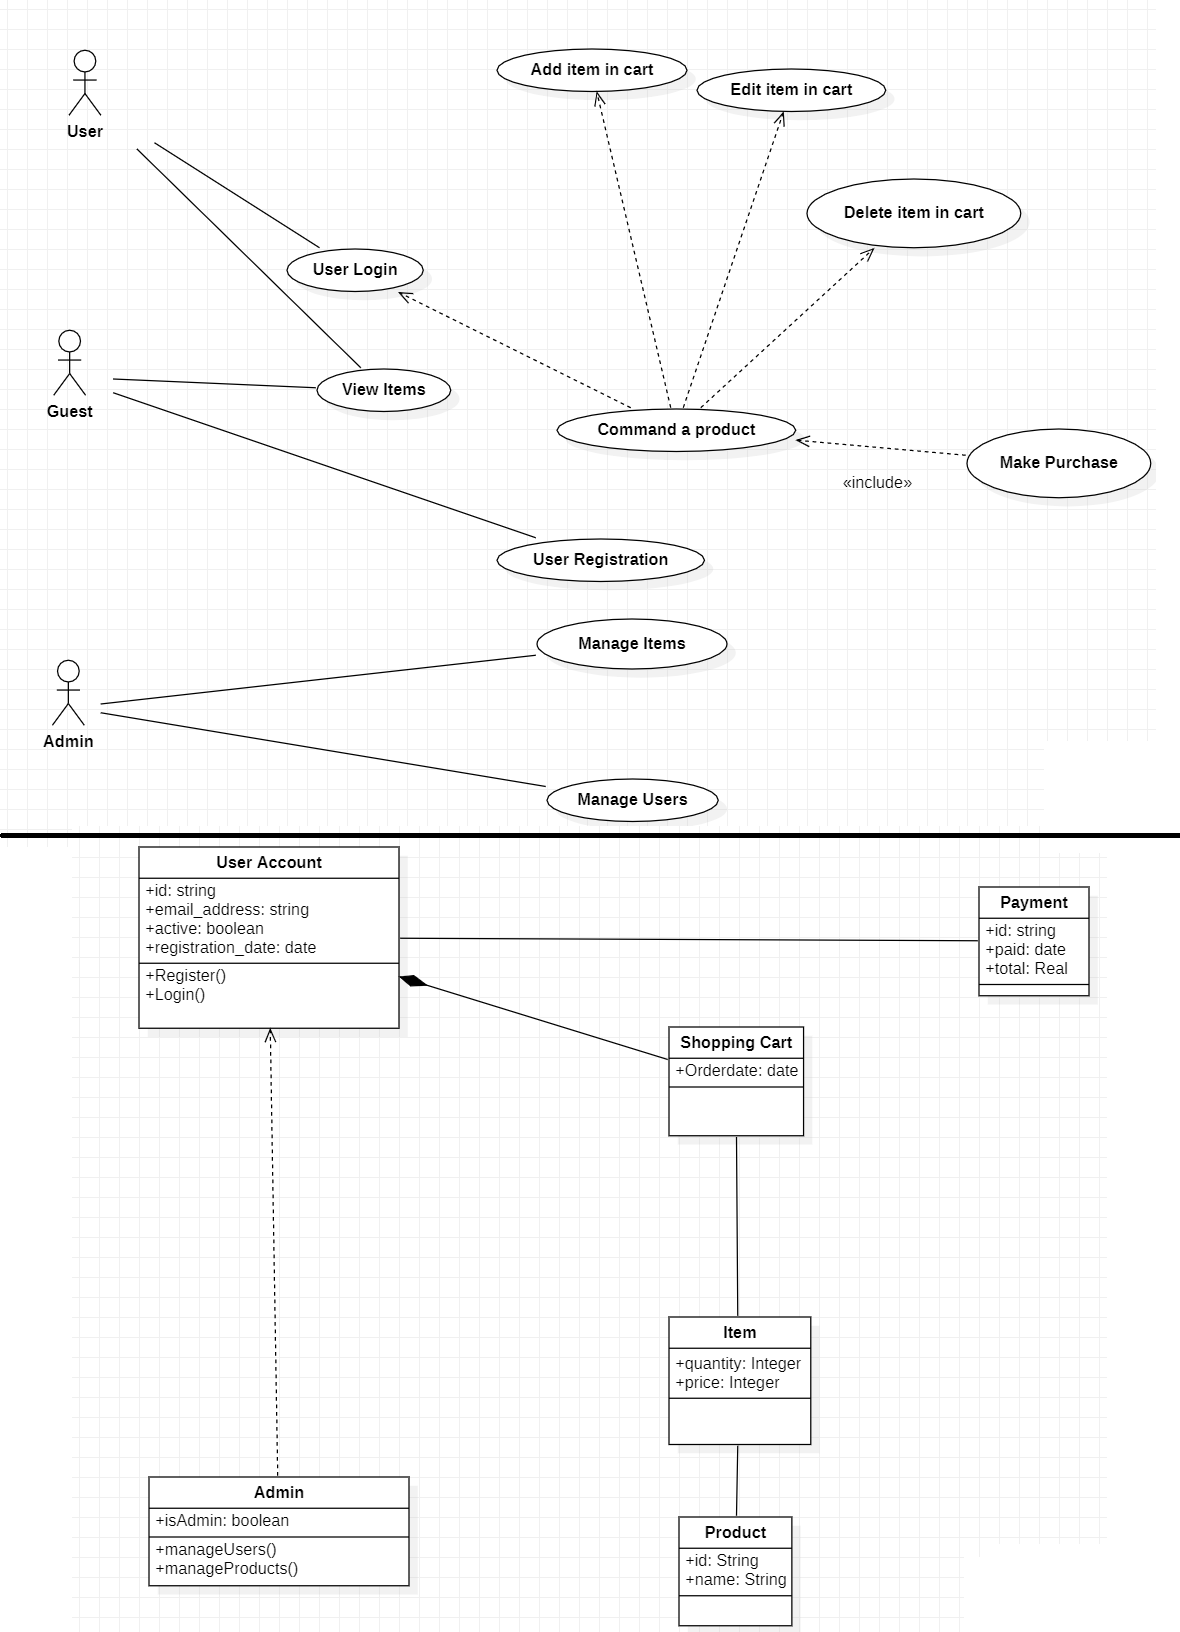 User
Add item in cart
Edit item in cart
Delete item in cart
User Login
Guest
View Items
Command a product
Make Purchase
«include»
User Registration
Manage Items
Admin
Manage Users
User Account
+id: string
+email_address: string
+active: boolean
+registration_date: date
+Register()
+Login()
Payment
+id: string
+paid: date
+total: Real
Shopping Cart
+Orderdate: date
Item
+quantity: Integer
+price: Integer
Admin
+isAdmin: boolean
+manageUsers()
+manageProducts()
Product
+id: String
+name: String